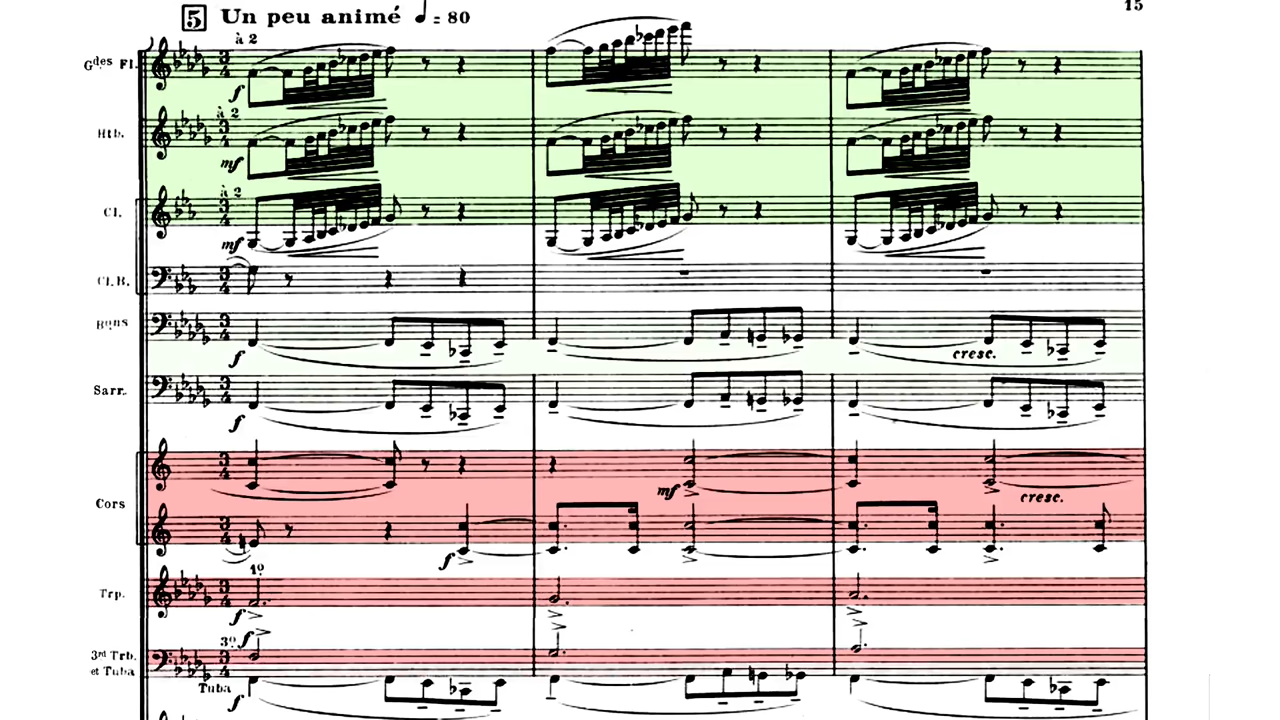 15
5 Un peu animé ♩ = 80
à 2
Gdes Fl.
f
à 2
Htb.
mf
à 2
Cl.
mf
Cl.B.
Bons
f
cresc.
Sarr.
f
mf
cresc.
Cors
f
1o
Trp.
f
f
3o
3rd Trb.
et Tuba
Tuba
f